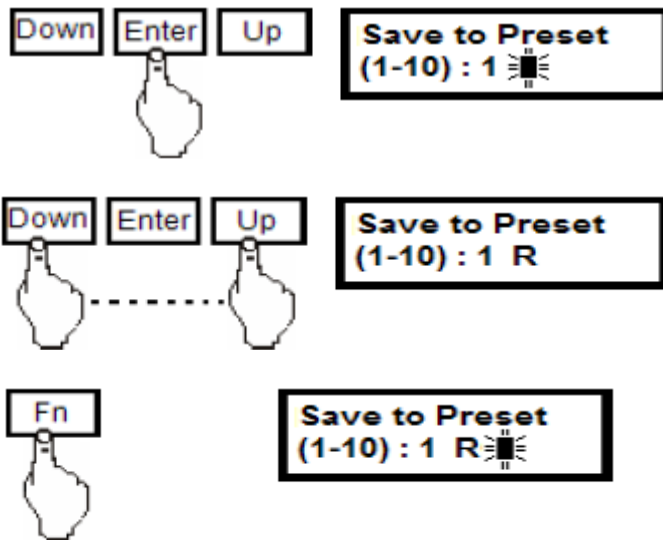 Down Enter Up
Save to Preset
(1-10) : 1
Down Enter Up
Save to Preset
(1-10) : 1 R
Fn
Save to Preset
(1-10) : 1 R